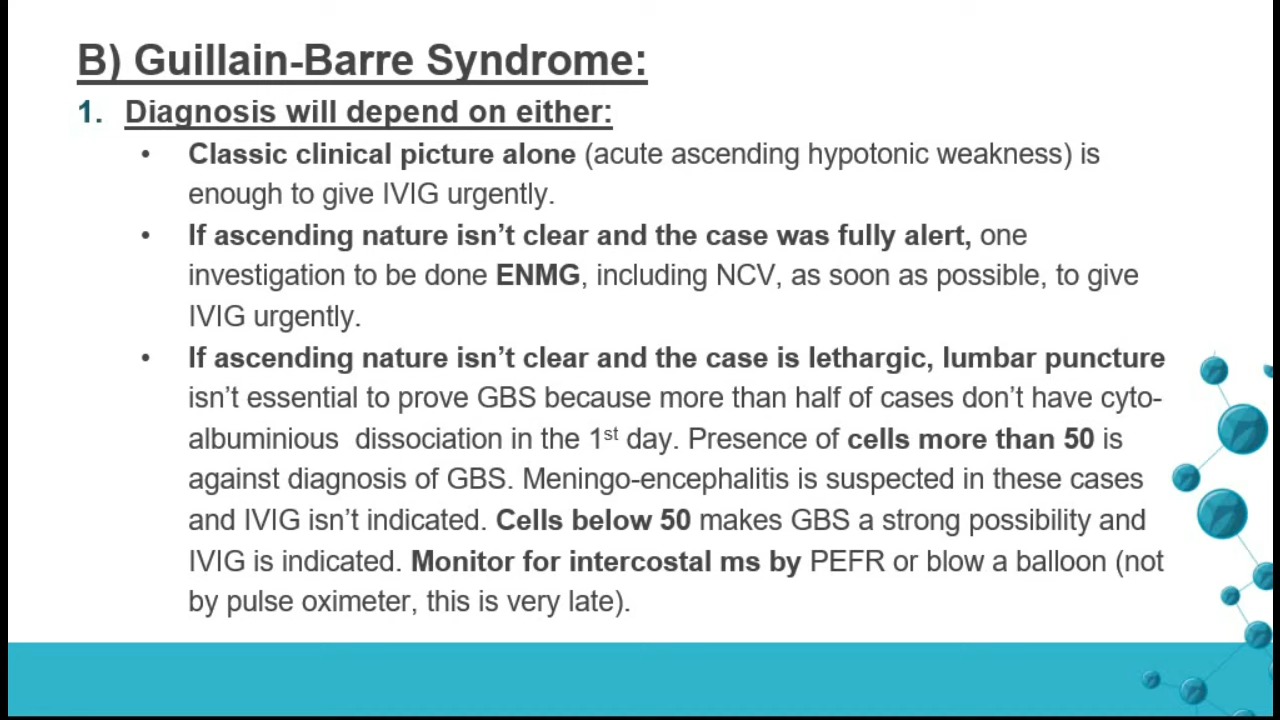 B) Guillain-Barre Syndrome:
1. Diagnosis will depend on either:
• Classic clinical picture alone (acute ascending hypotonic weakness) is
enough to give IVIG urgently.
• If ascending nature isn’t clear and the case was fully alert, one
investigation to be done ENMG, including NCV, as soon as possible, to give
IVIG urgently.
• If ascending nature isn’t clear and the case is lethargic, lumbar puncture
isn’t essential to prove GBS because more than half of cases don’t have cyto-
albuminious dissociation in the 1st day. Presence of cells more than 50 is
against diagnosis of GBS. Meningo-encephalitis is suspected in these cases
and IVIG isn’t indicated. Cells below 50 makes GBS a strong possibility and
IVIG is indicated. Monitor for intercostal ms by PEFR or blow a balloon (not
by pulse oximeter, this is very late).